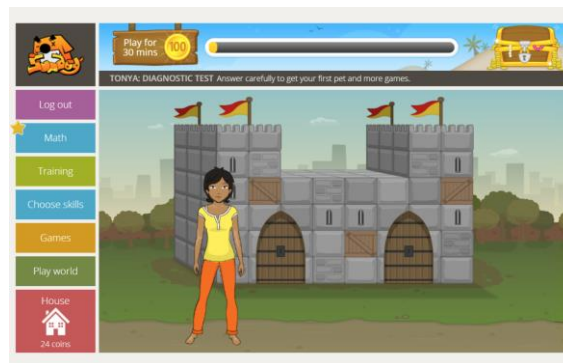 Play for
30 mins
100
TONYA: DIAGNOSTIC TEST Answer carefully to get your first pet and more games.
Log out
Math
Training
Choose skills
Games
Play world
House
24 coins